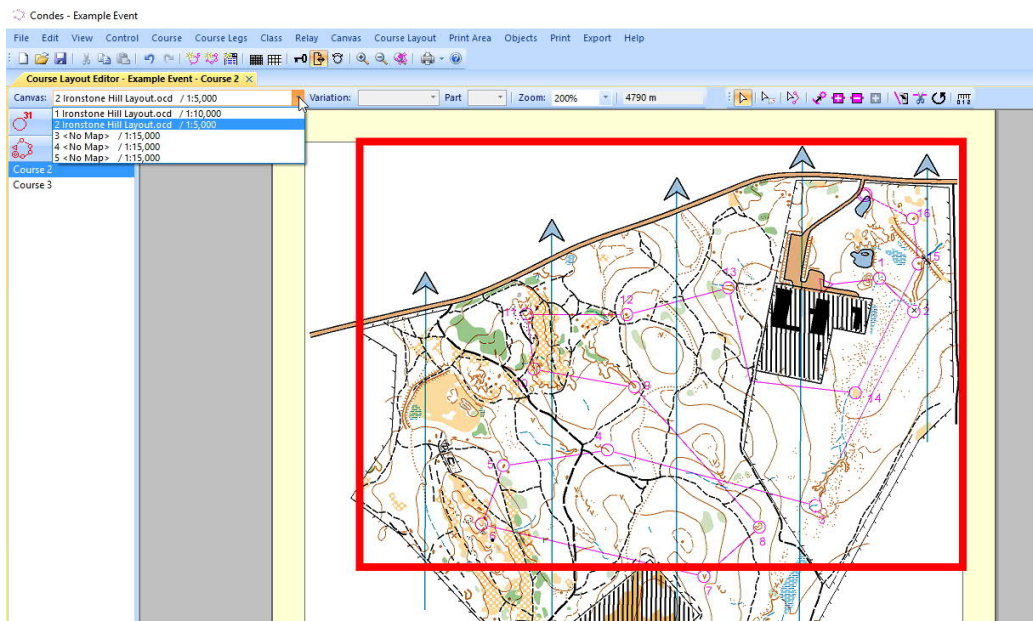 Condes - Example Event
File Edit View Control Course Course Legs Class Relay Canvas Course Layout Print Area Objects Print Export Help
Course Layout Editor - Example Event - Course 2
Canvas: 2 Ironstone Hill Layout.ocd / 1:5,000 Variation: Part Zoom: 200% 4790 m
31
1 Ironstone Hill Layout.ocd / 1:10,000
2 Ironstone Hill Layout.ocd / 1:5,000
3 <No Map> / 1:15,000
4 <No Map> / 1:15,000
5 <No Map> / 1:15,000
Course 2
Course 3
16
15
1
13
12
11
2
10
9
14
4
5
3
6
8
7